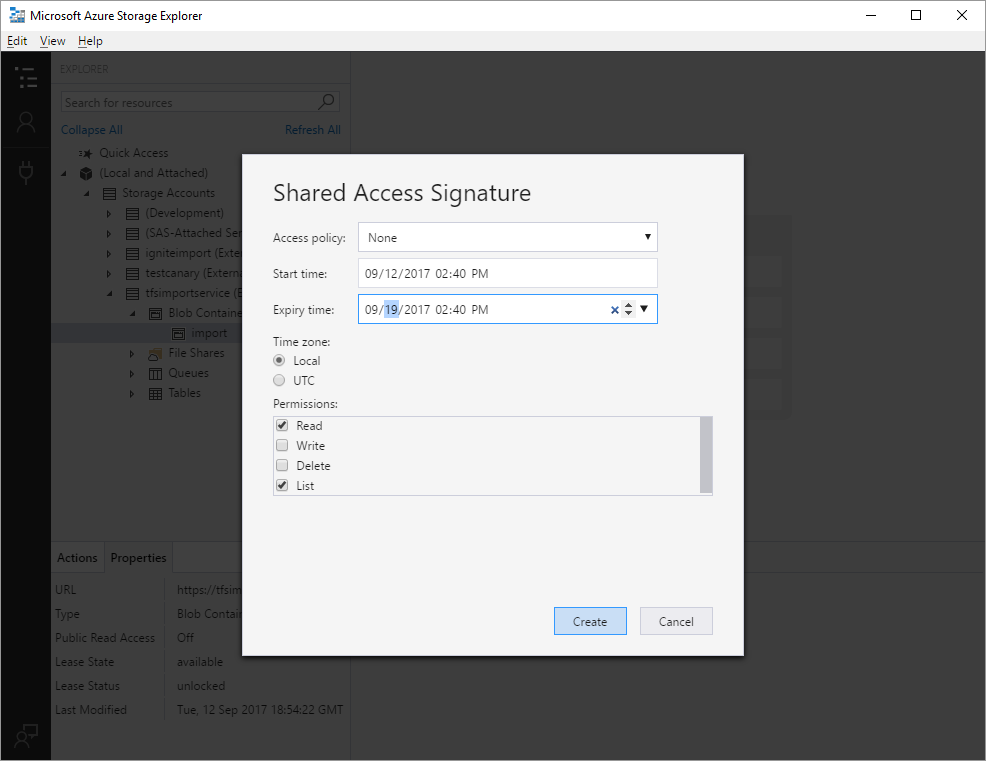 Microsoft Azure Storage Explorer
Edit View Help
EXPLORER
Search for resources
Collapse All Refresh All
Quick Access
(Local and Attached)
Storage Accounts
(Development)
(SAS-Attached Ser
igniteimport (Exte
testcanary (Externa
tfsimportservice (E
Blob Containe
import
File Shares
Queues
Tables
Shared Access Signature
Access policy: None
Start time: 09/12/2017 02:40 PM
Expiry time: 09/19/2017 02:40 PM
Time zone:
Local
UTC
Permissions:
Read
Write
Delete
List
Create Cancel
Actions Properties
URL https://tfsim
Type Blob Contain
Public Read Access Off
Lease State available
Lease Status unlocked
Last Modified Tue, 12 Sep 2017 18:54:22 GMT